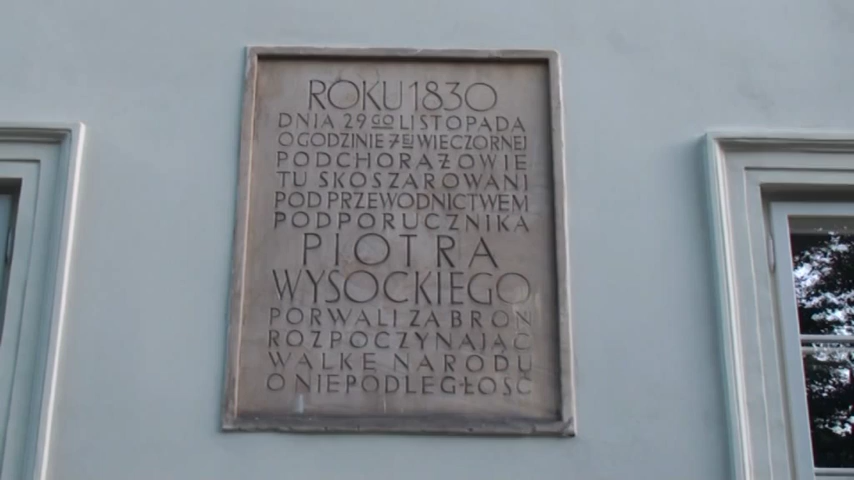 ROKU 1830
DNIA 29GO LISTOPADA
O GODZINIE 7EJ WIECZORNEJ
PODCHORĄŻOWIE
TU SKOSZAROWANI
POD PRZEWODNICTWEM
PODPORUCZNIKA
PIOTRA
WYSOCKIEGO
PORWALI ZA BROŃ
ROZPOCZYNAJĄC
WALKĘ NARODU
O NIEPODLEGŁOŚĆ